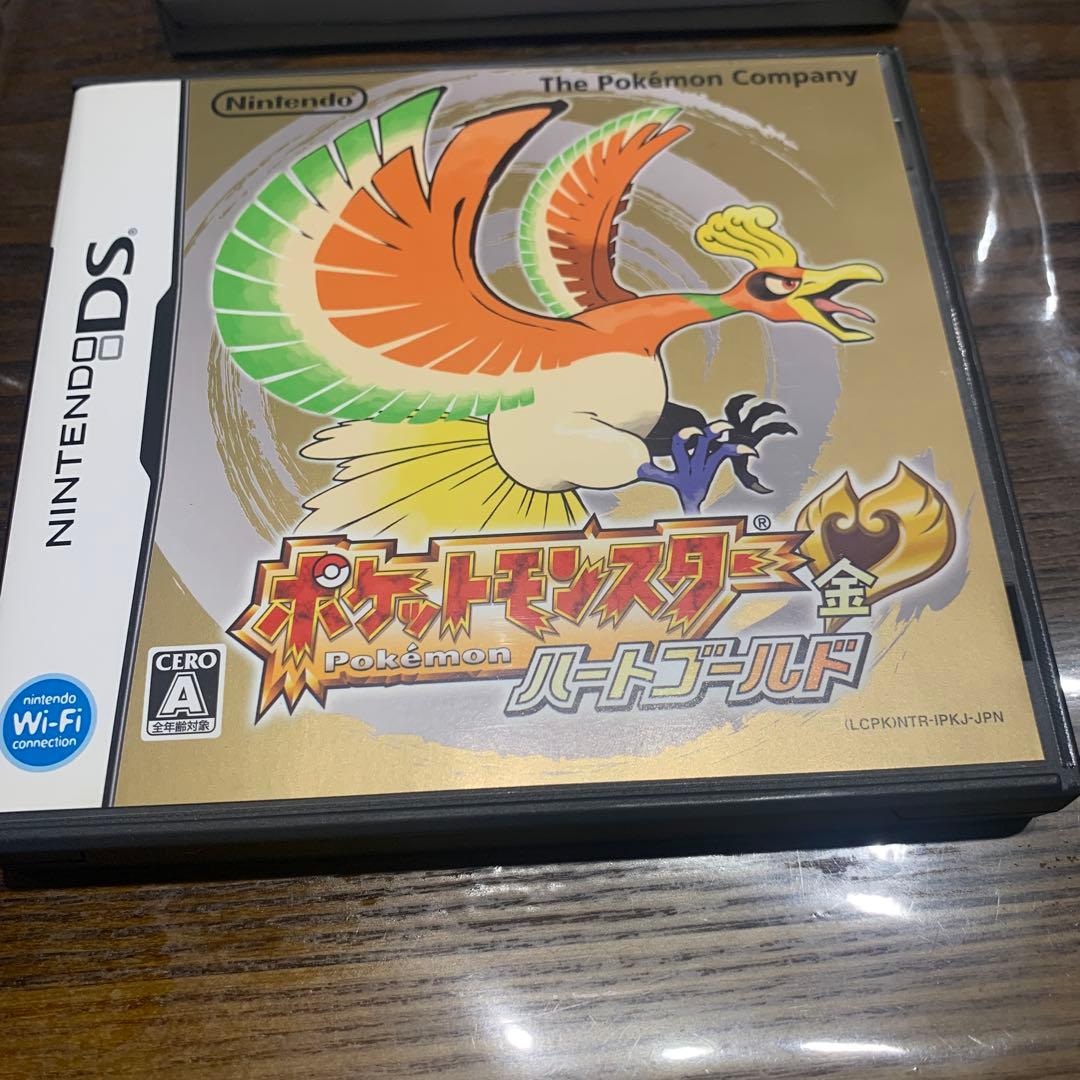 Nintendo
The Pokémon Company
NINTENDO DS®
ポケットモンスター®
金
Pokémon
ハートゴールド
CERO
A
全年齢対象
nintendo
Wi-Fi
connection
(LCPK)NTR-IPKJ-JPN